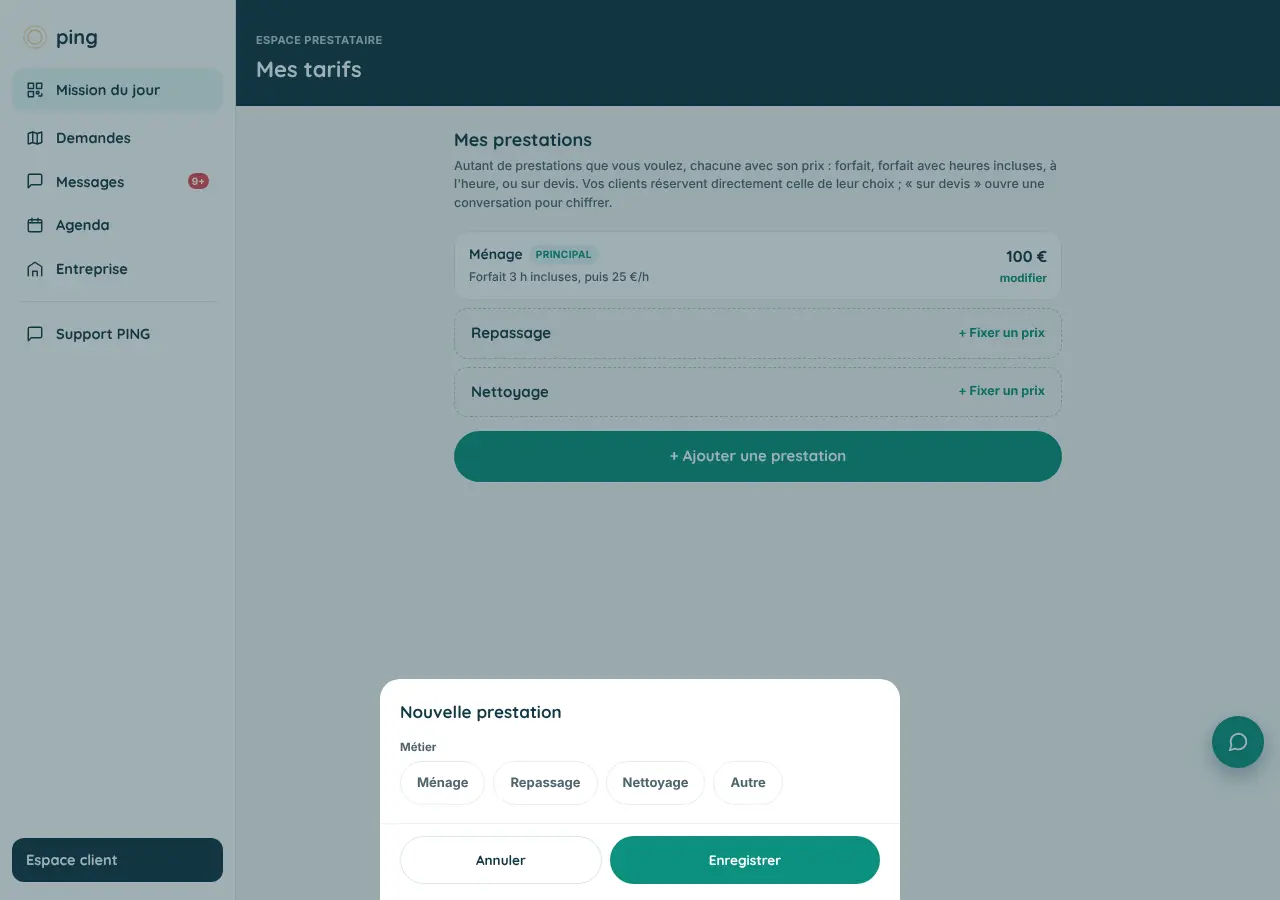 ping
Mission du jour
Demandes
Messages 9+
Agenda
Entreprise
Support PING
Espace client
ESPACE PRESTATAIRE
Mes tarifs
Mes prestations
Autant de prestations que vous voulez, chacune avec son prix : forfait, forfait avec heures incluses, à
l'heure, ou sur devis. Vos clients réservent directement celle de leur choix ; « sur devis » ouvre une
conversation pour chiffrer.
Ménage PRINCIPAL 100 €
Forfait 3 h incluses, puis 25 €/h modifier
Repassage + Fixer un prix
Nettoyage + Fixer un prix
+ Ajouter une prestation
Nouvelle prestation
Métier
Ménage Repassage Nettoyage Autre
Annuler Enregistrer